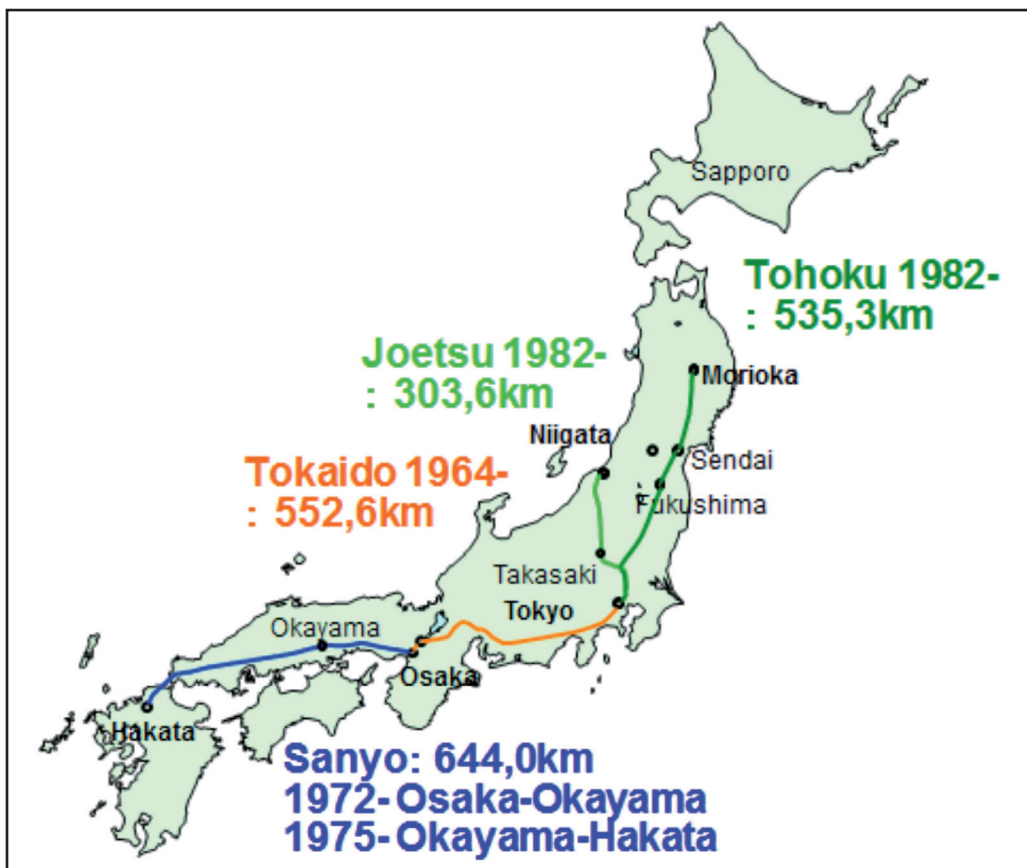 Sapporo
Tohoku 1982-
: 535,3km
Joetsu 1982-
: 303,6km
Morioka
Niigata
Sendai
Tokaido 1964-
: 552,6km
Fukushima
Takasaki
Tokyo
Okayama
Osaka
Hakata
Sanyo: 644,0km
1972- Osaka-Okayama
1975- Okayama-Hakata